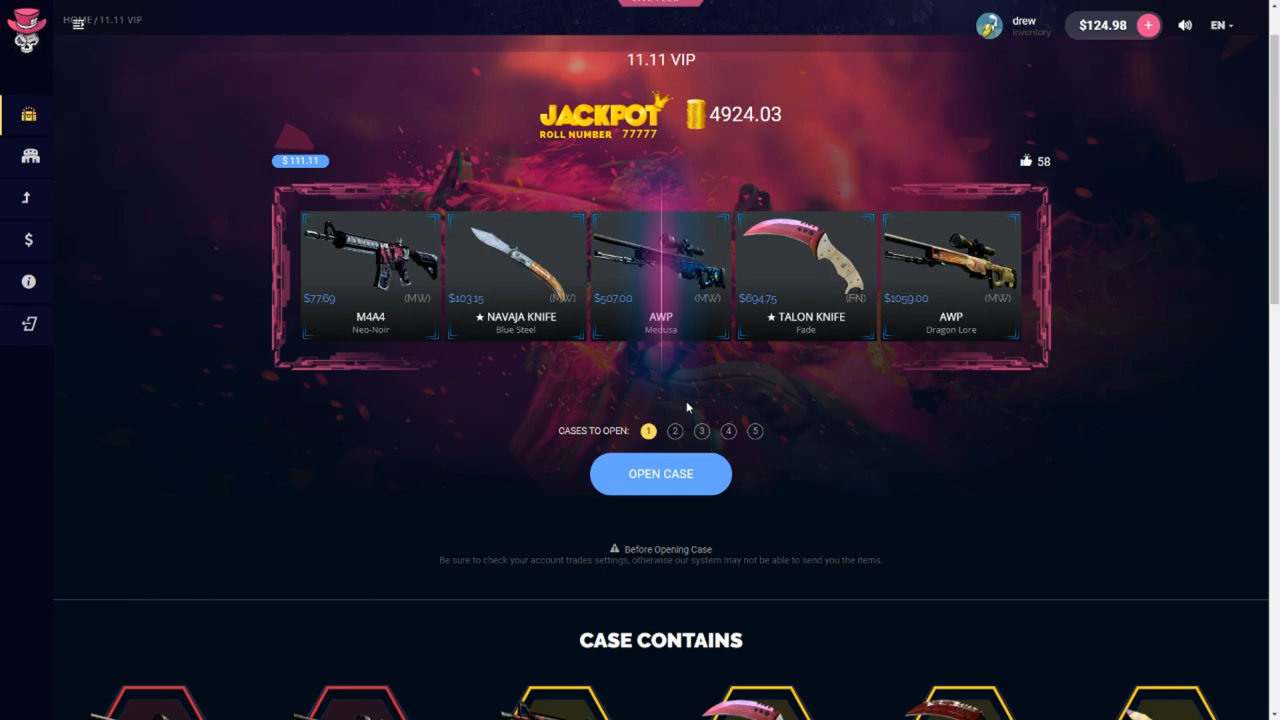 HOME / 11.11 VIP
drew
Inventory
$124.98
+
EN
11.11 VIP
JACKPOT
ROLL NUMBER 77777
4924.03
$ 111.11
58
$77.69 (MW)
M4A4
Neo-Noir
$103.15 (MW)
★ NAVAJA KNIFE
Blue Steel
$507.00 (MW)
AWP
Medusa
$694.75 (FN)
★ TALON KNIFE
Fade
$1059.00 (MW)
AWP
Dragon Lore
CASES TO OPEN: 1 2 3 4 5
OPEN CASE
Before Opening Case
Be sure to check your account trades settings, otherwise our system may not be able to send you the items.
CASE CONTAINS